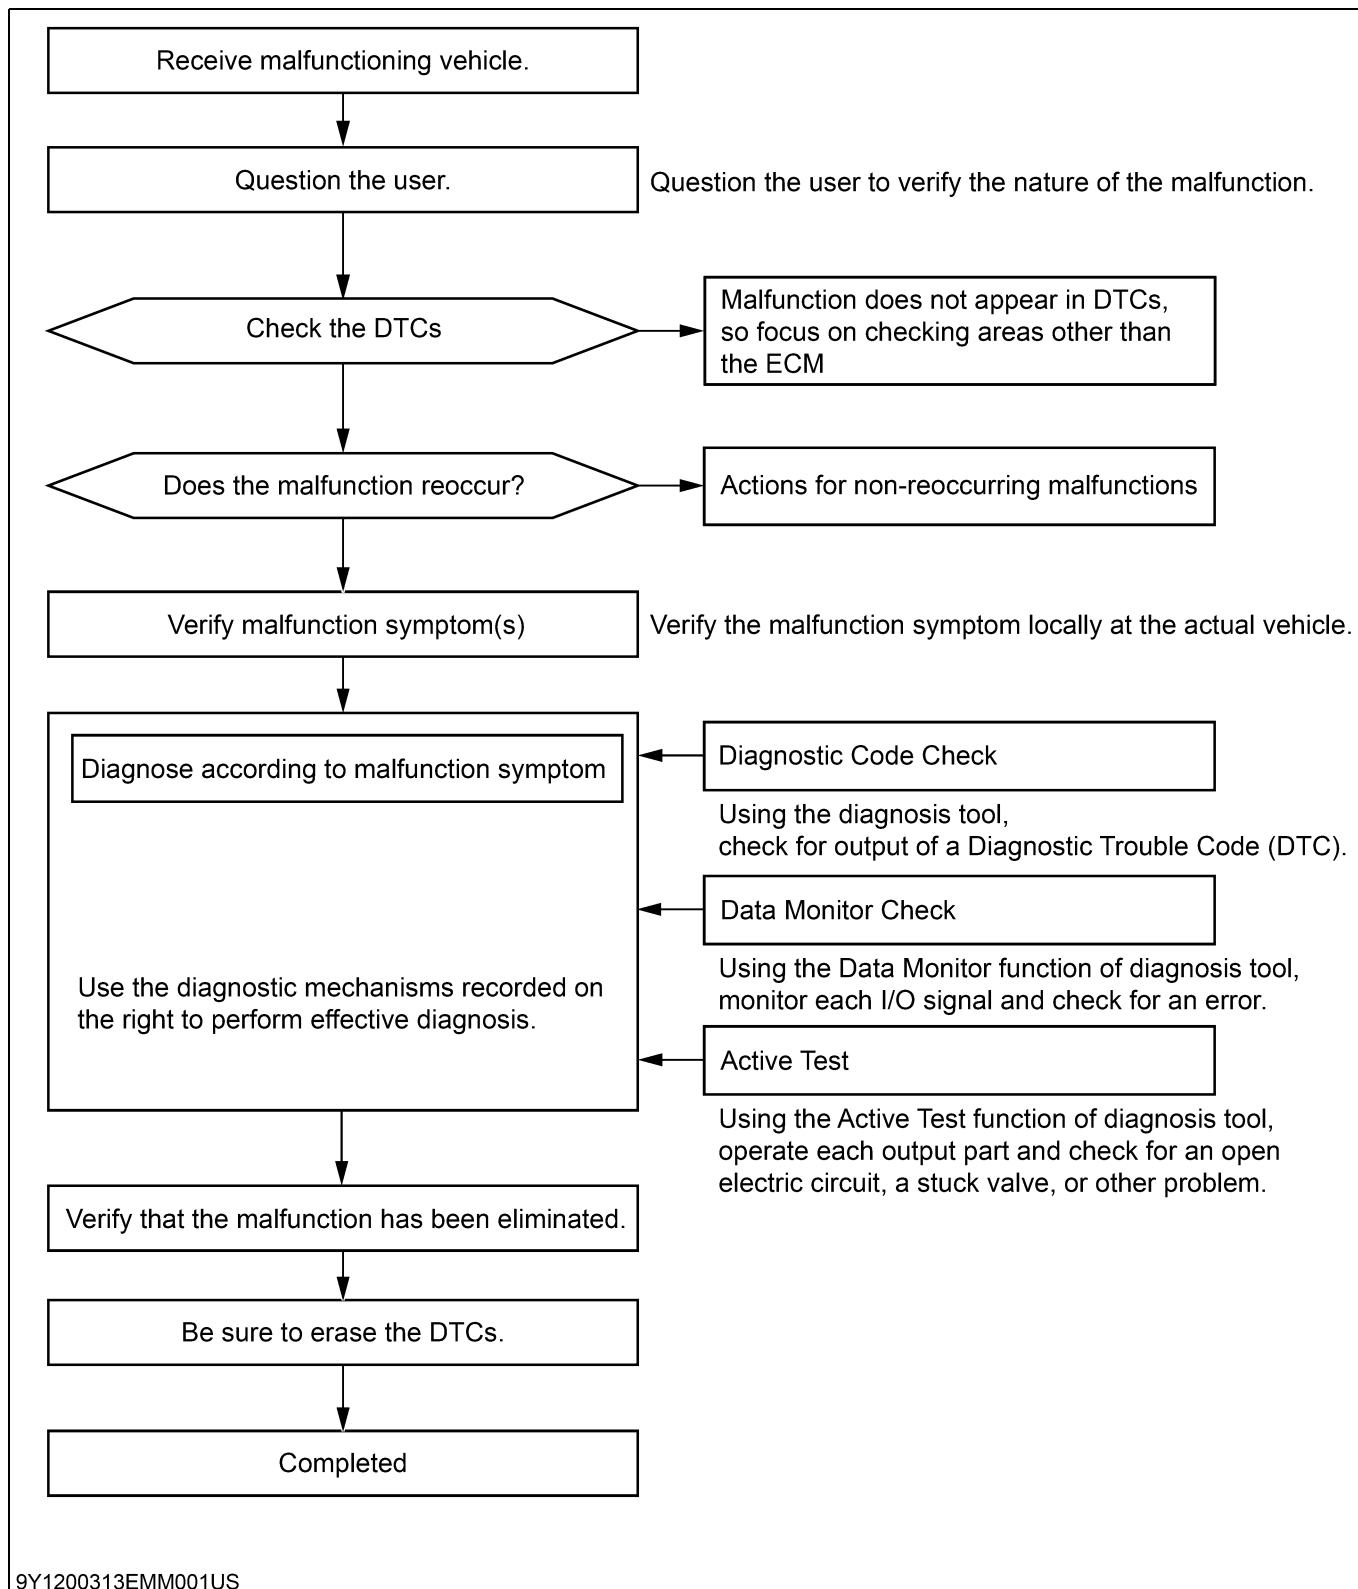 Receive malfunctioning vehicle.
Question the user.
Question the user to verify the nature of the malfunction.
Check the DTCs
Malfunction does not appear in DTCs,
so focus on checking areas other than
the ECM
Does the malfunction reoccur?
Actions for non-reoccurring malfunctions
Verify malfunction symptom(s)
Verify the malfunction symptom locally at the actual vehicle.
Diagnose according to malfunction symptom
Use the diagnostic mechanisms recorded on
the right to perform effective diagnosis.
Diagnostic Code Check
Using the diagnosis tool,
check for output of a Diagnostic Trouble Code (DTC).
Data Monitor Check
Using the Data Monitor function of diagnosis tool,
monitor each I/O signal and check for an error.
Active Test
Using the Active Test function of diagnosis tool,
operate each output part and check for an open
electric circuit, a stuck valve, or other problem.
Verify that the malfunction has been eliminated.
Be sure to erase the DTCs.
Completed
9Y1200313EMM001US